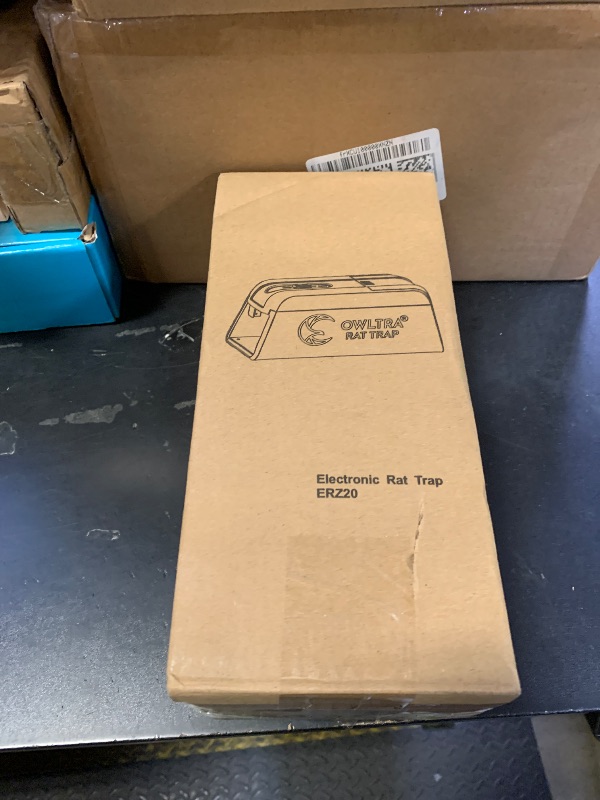 OWLTRA®
RAT TRAP
Electronic Rat Trap
ERZ20